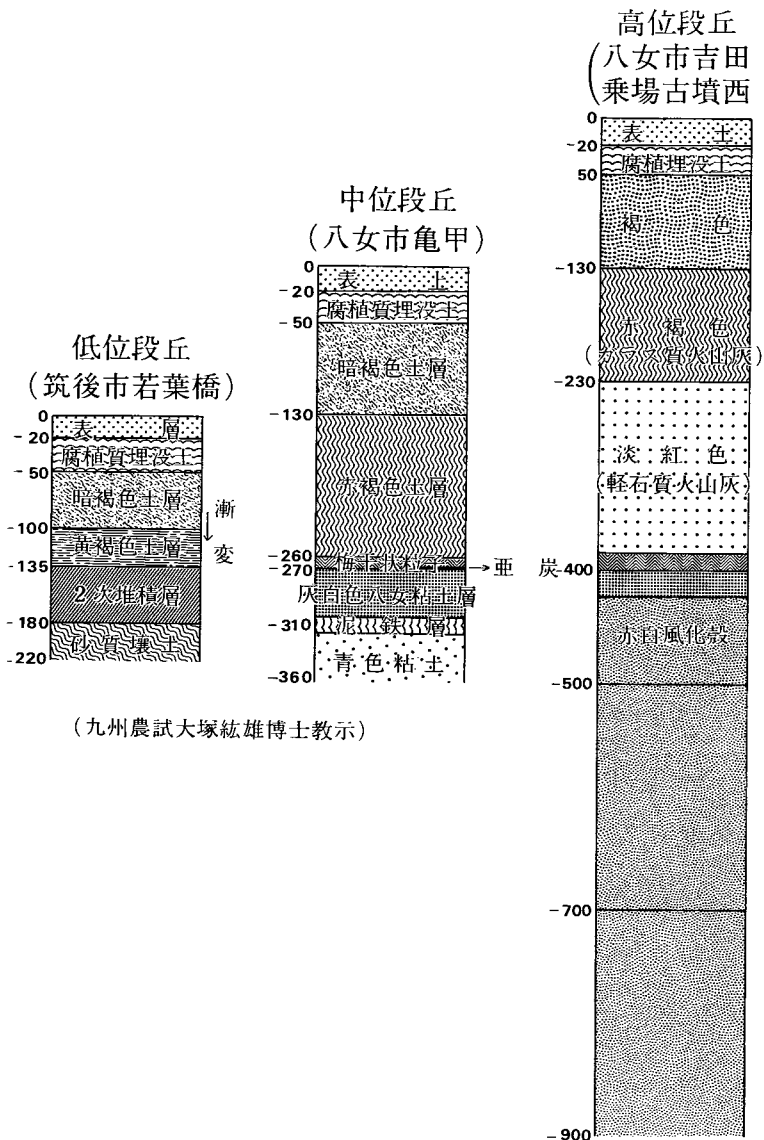 低位段丘
(筑後市若葉橋)
0
表層
-20
腐植質埋没土
-50
暗褐色土層
漸変
-100
黄褐色土層
-135
2次堆積層
-180
砂質壌土
-220
中位段丘
(八女市亀甲)
0
表土
-20
腐植質埋没土
-50
暗褐色土層
-130
赤褐色土層
-260
-270
→亜炭
灰白色八女粘土層
-310
泥鉄層
青色粘土
-360
高位段丘
(八女市吉田
乗場古墳西
0
表土
-20
腐植埋没土
50
褐色
-130
赤褐色
(ガラス質火山灰)
-230
淡紅色
(軽石質火山灰)
-400
赤白風化殻
-500
-700
-900
(九州農試大塚紘雄博士教示)